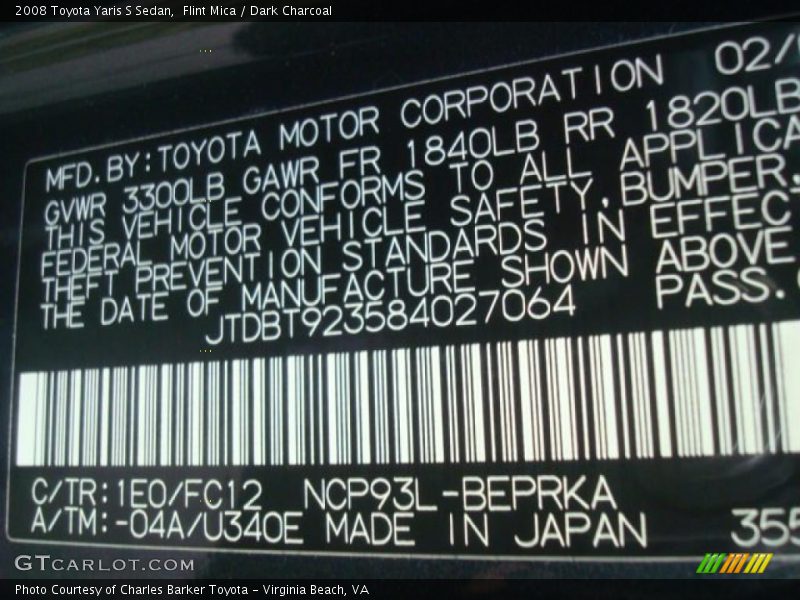 2008 Toyota Yaris S Sedan,  Flint Mica / Dark Charcoal
MFD. BY: TOYOTA MOTOR CORPORATION 02/
GVWR 3300LB GAWR FR 1840LB RR 1820LB
THIS VEHICLE CONFORMS TO ALL APPLICA
FEDERAL MOTOR VEHICLE SAFETY, BUMPER,
THEFT PREVENTION STANDARDS IN EFFEC
THE DATE OF MANUFACTURE SHOWN ABOVE
JTDBT923584027064 PASS.
C/TR: 1E0/FC12 NCP93L-BEPRKA
A/TM: -04A/U340E MADE IN JAPAN 355
GTCARLOT.COM
Photo Courtesy of Charles Barker Toyota - Virginia Beach, VA